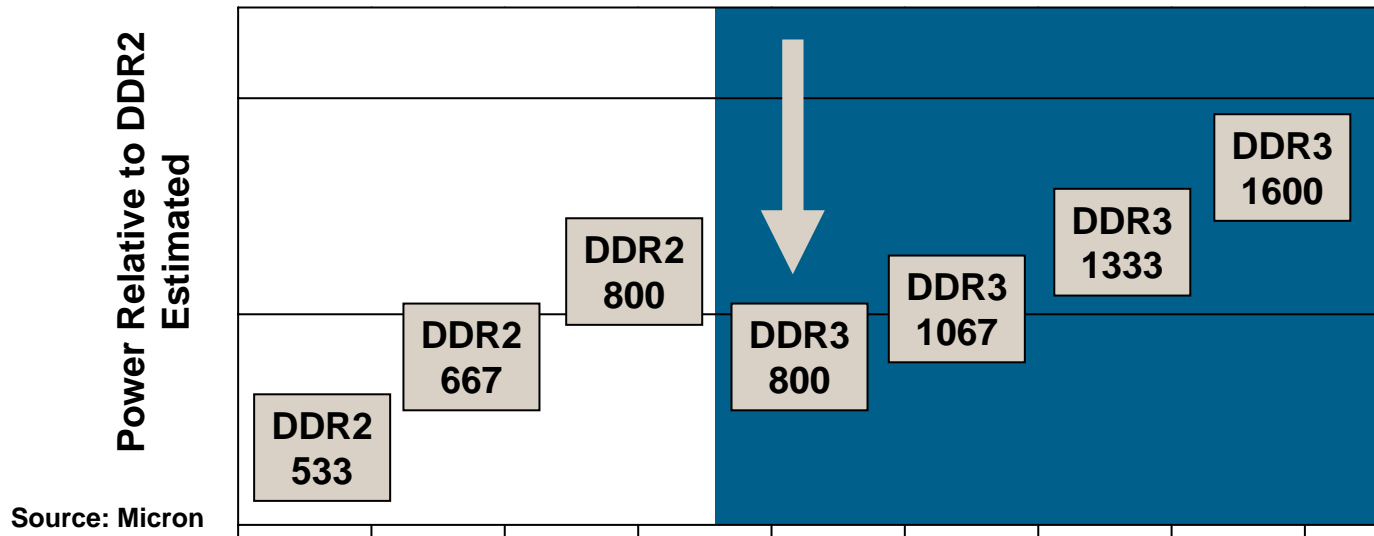 Power Relative to DDR2
Estimated
DDR2
533
DDR2
667
DDR2
800
DDR3
800
DDR3
1067
DDR3
1333
DDR3
1600
Source: Micron